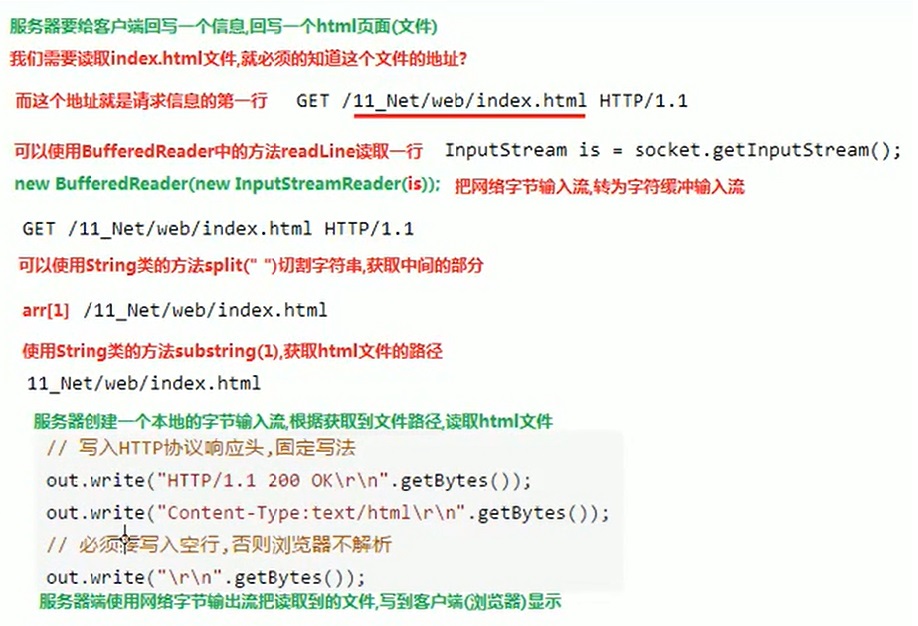 服务器要给客户端回写一个信息,回写一个html页面(文件)
我们需要读取index.html文件,就必须的知道这个文件的地址?
而这个地址就是请求信息的第一行 GET /11_Net/web/index.html HTTP/1.1
可以使用BufferedReader中的方法readLine读取一行 InputStream is = socket.getInputStream();
new BufferedReader(new InputStreamReader(is)); 把网络字节输入流,转为字符缓冲输入流
GET /11_Net/web/index.html HTTP/1.1
可以使用String类的方法split(" ")切割字符串,获取中间的部分
arr[1] /11_Net/web/index.html
使用String类的方法substring(1),获取html文件的路径
11_Net/web/index.html
服务器创建一个本地的字节输入流,根据获取到文件路径,读取html文件
// 写入HTTP协议响应头,固定写法
out.write("HTTP/1.1 200 OK\r\n".getBytes());
out.write("Content-Type:text/html\r\n".getBytes());
// 必须要写入空行,否则浏览器不解析
out.write("\r\n".getBytes());
服务器端使用网络字节输出流把读取到的文件,写到客户端(浏览器)显示